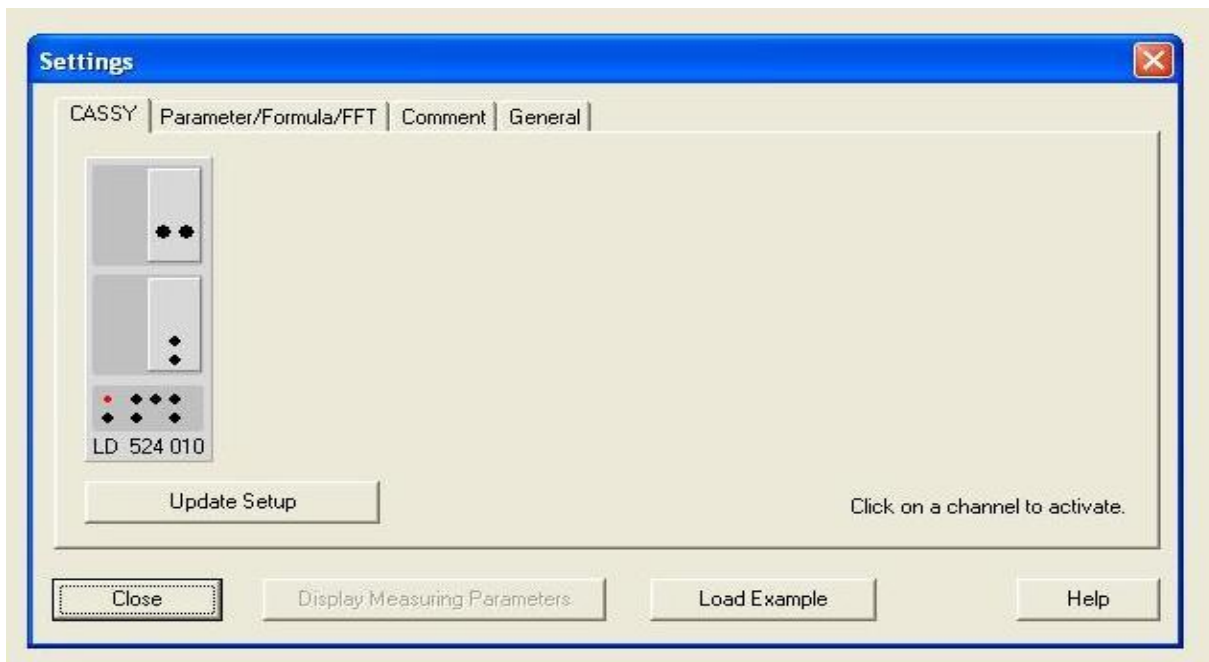 Settings
CASSY Parameter/Formula/FFT Comment General
LD 524 010
Update Setup
Click on a channel to activate.
Close Display Measuring Parameters Load Example Help